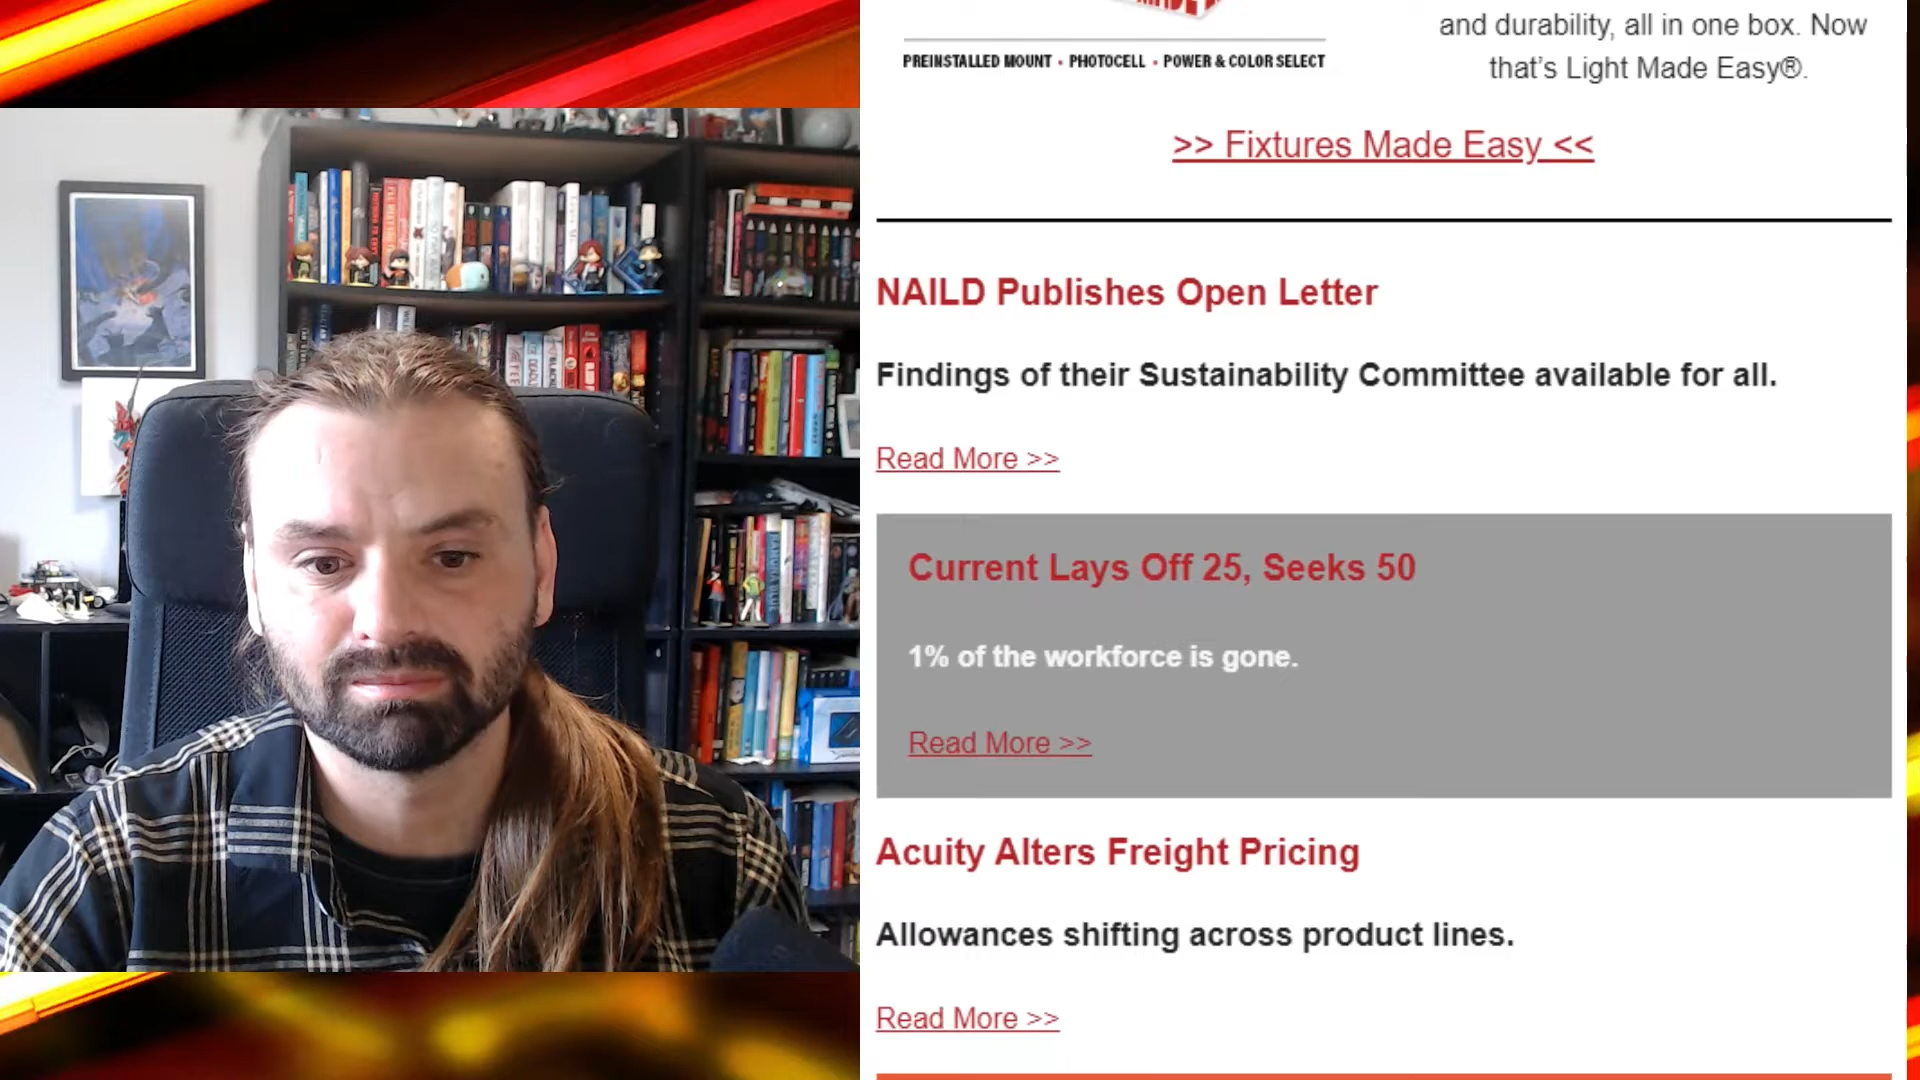 and durability, all in one box. Now
that's Light Made Easy®.
PREINSTALLED MOUNT • PHOTOCELL • POWER & COLOR SELECT
>> Fixtures Made Easy <<
NAILD Publishes Open Letter
Findings of their Sustainability Committee available for all.
Read More >>
Current Lays Off 25, Seeks 50
1% of the workforce is gone.
Read More >>
Acuity Alters Freight Pricing
Allowances shifting across product lines.
Read More >>